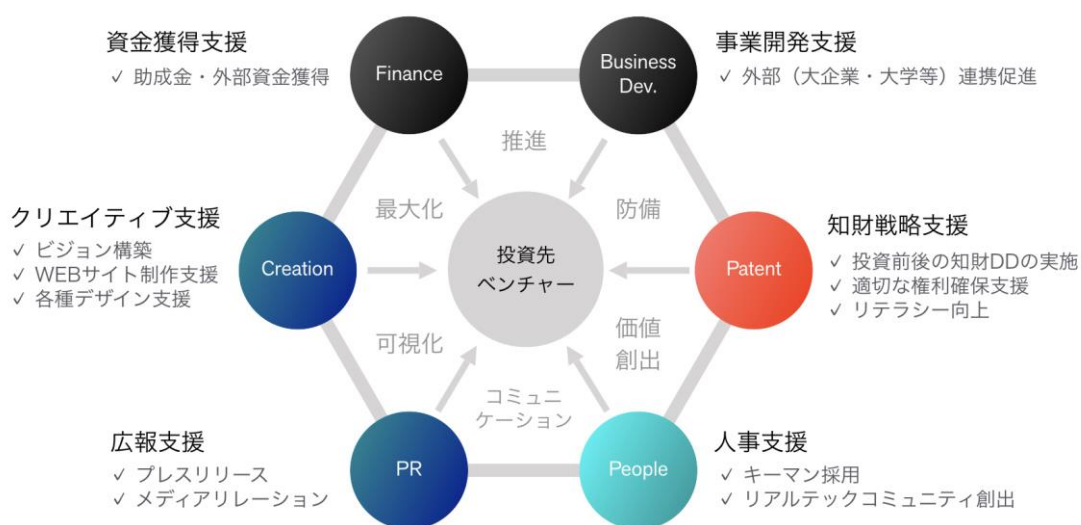 資金獲得支援
✓ 助成金・外部資金獲得
Finance
Business
Dev.
事業開発支援
✓ 外部（大企業・大学等）連携促進
推進
最大化
防備
クリエイティブ支援
✓ ビジョン構築
✓ WEBサイト制作支援
✓ 各種デザイン支援
Creation
投資先
ベンチャー
Patent
知財戦略支援
✓ 投資前後の知財DDの実施
✓ 適切な権利確保支援
✓ リテラシー向上
可視化
価値
創出
コミュニ
ケーション
広報支援
✓ プレスリリース
✓ メディアリレーション
PR
People
人事支援
✓ キーマン採用
✓ リアルテックコミュニティ創出